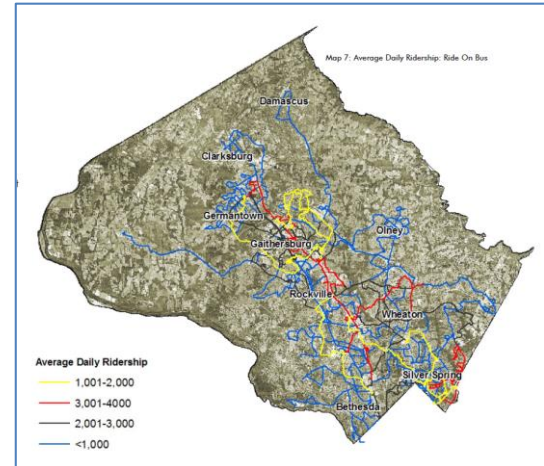 Map 7: Average Daily Ridership: Ride On Bus
Damascus
Clarksburg
Germantown
Olney
Gaithersburg
Rockville
Wheaton
Silver Spring
Bethesda
Average Daily Ridership
1,001-2,000
3,001-4000
2,001-3,000
<1,000